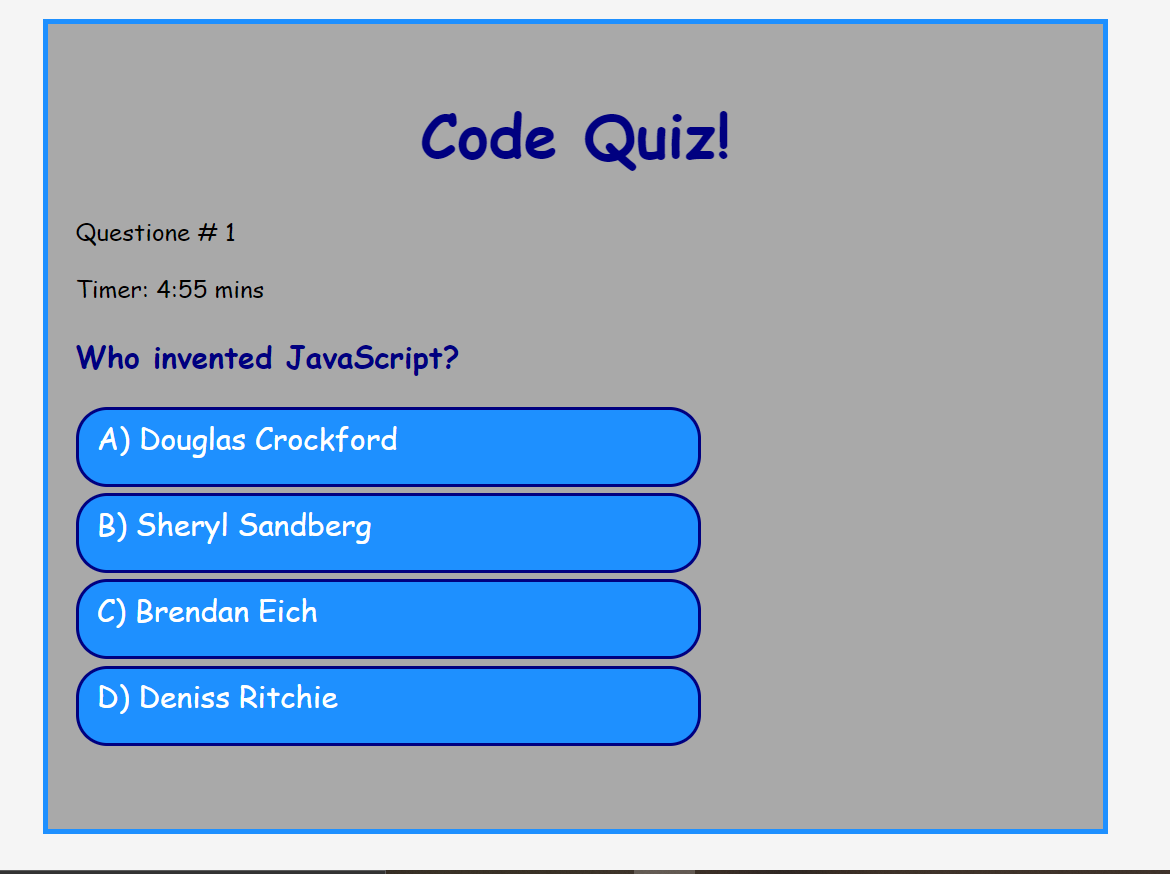 Code Quiz!
Questione # 1
Timer: 4:55 mins
Who invented JavaScript?
A) Douglas Crockford
B) Sheryl Sandberg
C) Brendan Eich
D) Deniss Ritchie